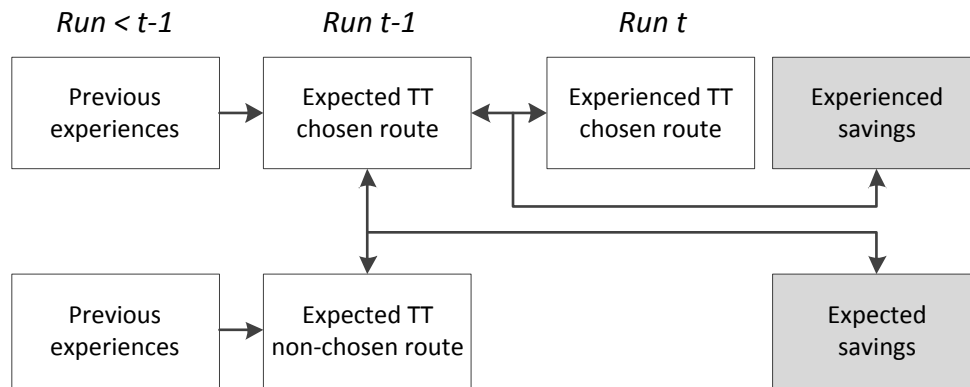 Run < t-1
Run t-1
Run t
Previous
experiences
Expected TT
chosen route
Experienced TT
chosen route
Experienced
savings
Previous
experiences
Expected TT
non-chosen route
Expected
savings